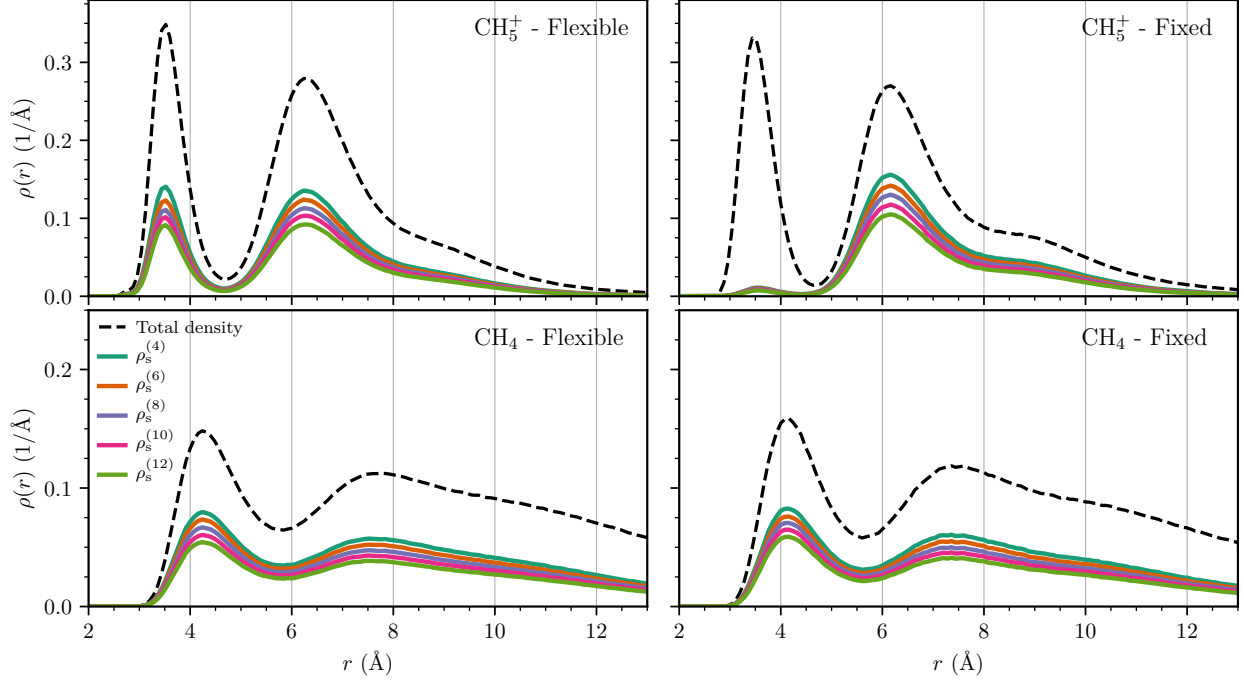 CH₅⁺ - Flexible
CH₅⁺ - Fixed
ρ(r) (1/Å)
0.3
0.2
0.1
0.0
CH₄ - Flexible
CH₄ - Fixed
Total density
ρₛ⁽⁴⁾
ρₛ⁽⁶⁾
ρₛ⁽⁸⁾
ρₛ⁽¹⁰⁾
ρₛ⁽¹²⁾
ρ(r) (1/Å)
0.2
0.1
0.0
2 4 6 8 10 12
2 4 6 8 10 12
r (Å)
r (Å)